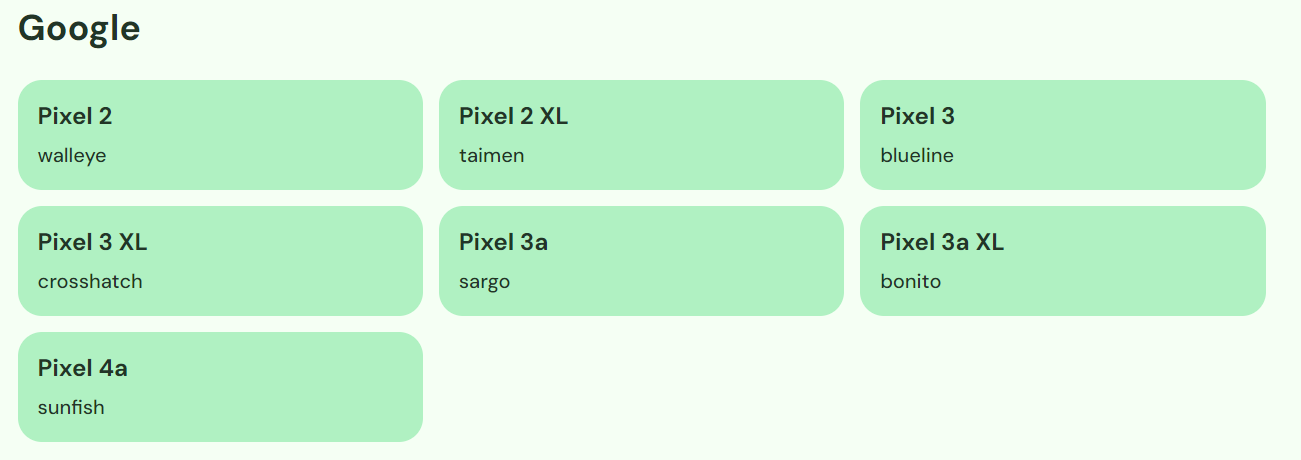 Google
Pixel 2
walleye
Pixel 2 XL
taimen
Pixel 3
blueline
Pixel 3 XL
crosshatch
Pixel 3a
sargo
Pixel 3a XL
bonito
Pixel 4a
sunfish